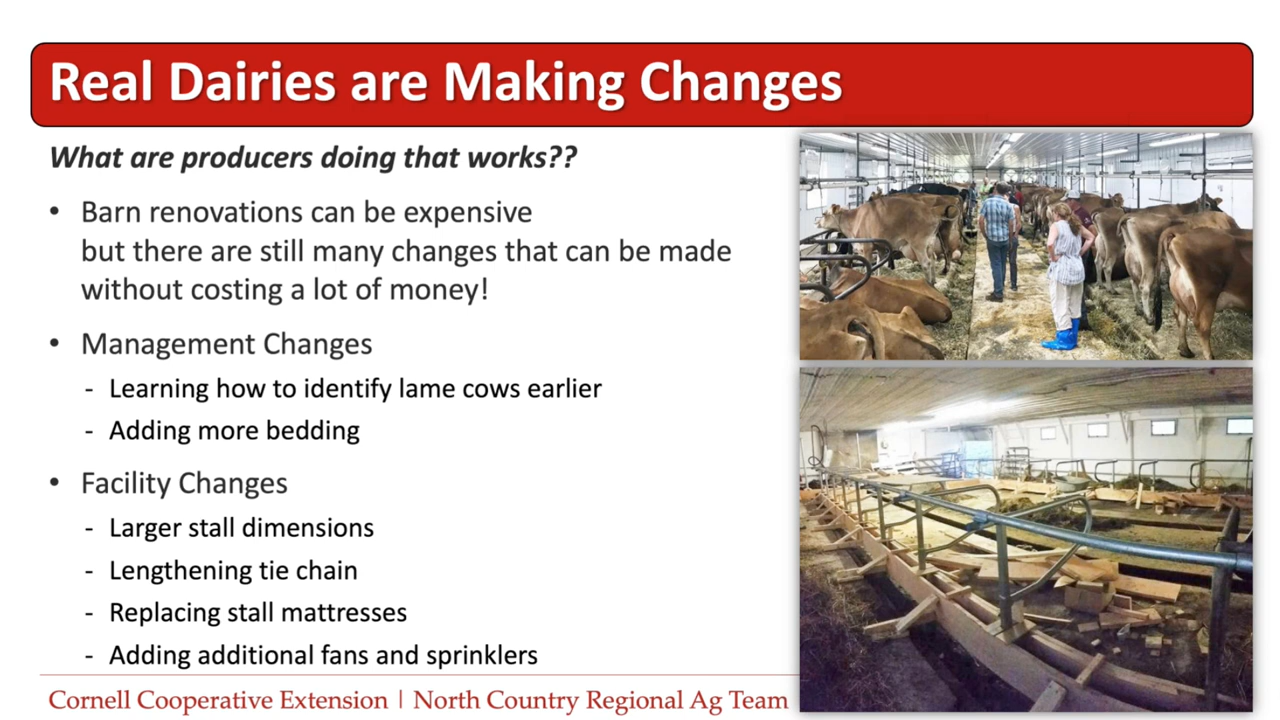 Real Dairies are Making Changes
What are producers doing that works??
• Barn renovations can be expensive
but there are still many changes that can be made
without costing a lot of money!
• Management Changes
- Learning how to identify lame cows earlier
- Adding more bedding
• Facility Changes
- Larger stall dimensions
- Lengthening tie chain
- Replacing stall mattresses
- Adding additional fans and sprinklers
Cornell Cooperative Extension | North Country Regional Ag Team